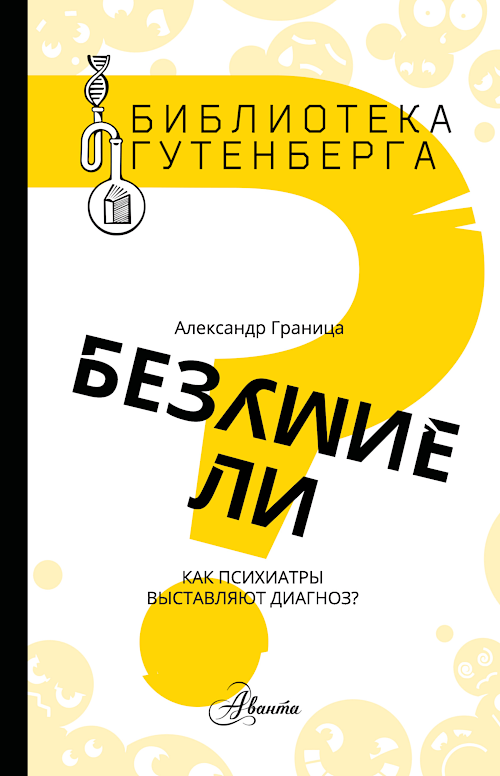 БИБЛИОТЕКА
ГУТЕНБЕРГА
Александр Граница
БЕЗУМИЕ
ЛИ
КАК ПСИХИАТРЫ
ВЫСТАВЛЯЮТ ДИАГНОЗ?
Аванта